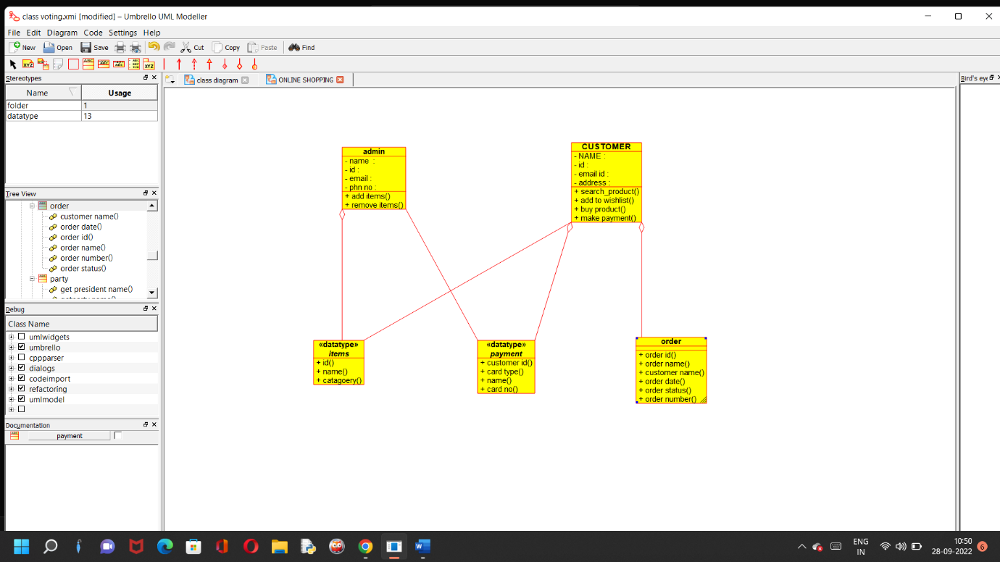 class voting.xmi [modified] – Umbrello UML Modeller
File Edit Diagram Code Settings Help
New Open Save Cut Copy Paste Find
Stereotypes
Name Usage
folder 1
datatype 13
Tree View
order
customer name()
order date()
order id()
order name()
order number()
order status()
party
get president name()
Debug
Class Name
umlwidgets
umbrello
cppparser
dialogs
codeimport
refactoring
umlmodel
Documentation
payment
class diagram
ONLINE SHOPPING
Bird's eye
admin
- name :
- id :
- email :
- phn no :
+ add items()
+ remove items()
CUSTOMER
- NAME :
- id :
- email id :
- address :
+ search_product()
+ add to wishlist()
+ buy product()
+ make payment()
«datatype»
items
+ id()
+ name()
+ catagoery()
«datatype»
payment
+ customer id()
+ card type()
+ name()
+ card no()
order
+ order id()
+ order name()
+ customer name()
+ order date()
+ order status()
+ order number()
ENG
IN
10:50
28-09-2022
6